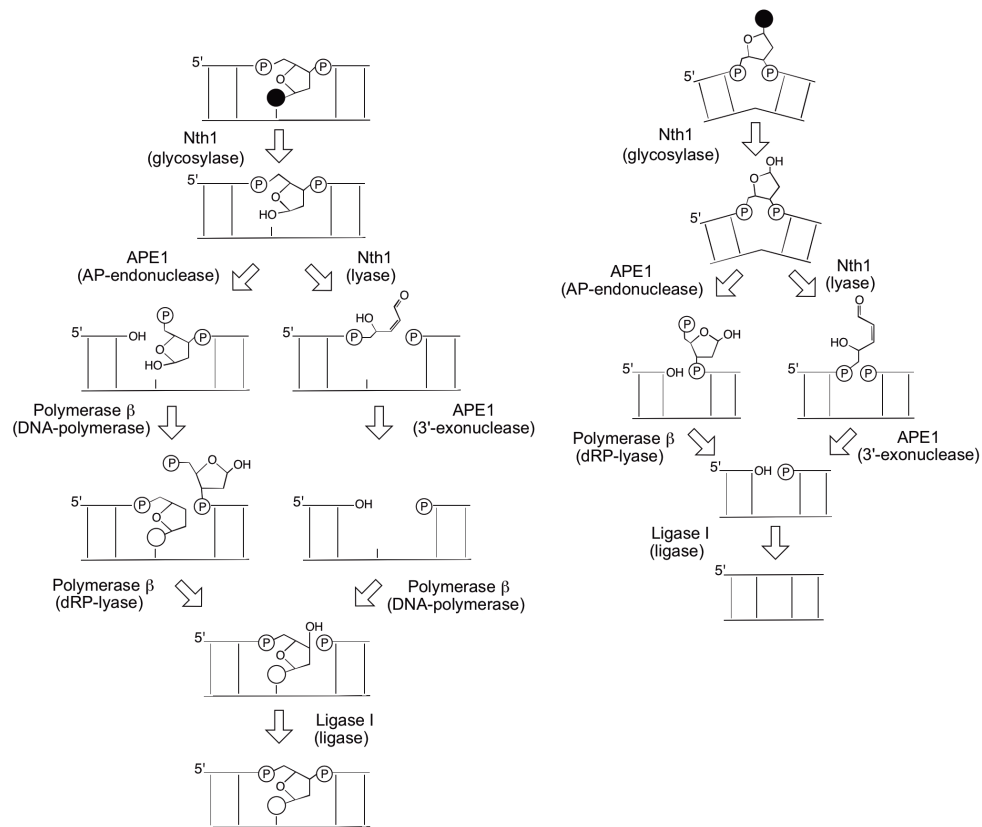 5'
P
P
O
Nth1
(glycosylase)
5'
P
P
O
HO
APE1
(AP-endonuclease)
Nth1
(lyase)
5'
OH
P
O
HO
P
5'
P
HO
O
P
Polymerase β
(DNA-polymerase)
APE1
(3'-exonuclease)
5'
P
O
OH
P
O
P
5'
OH
P
Polymerase β
(dRP-lyase)
Polymerase β
(DNA-polymerase)
5'
P
O
OH
P
Ligase I
(ligase)
5'
P
O
P
O
5'
P
P
Nth1
(glycosylase)
OH
O
5'
P
P
APE1
(AP-endonuclease)
Nth1
(lyase)
5'
OH
P
O
OH
P
5'
O
HO
P
P
Polymerase β
(dRP-lyase)
APE1
(3'-exonuclease)
5'
OH
P
Ligase I
(ligase)
5'